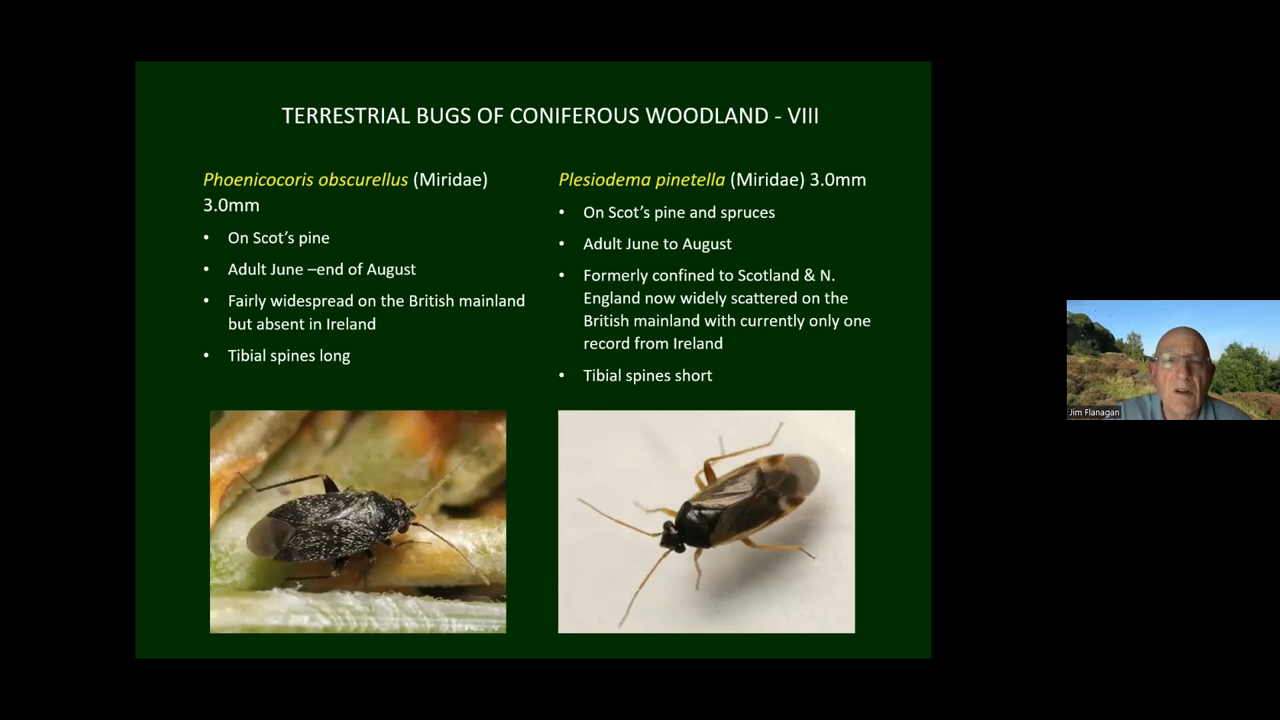 TERRESTRIAL BUGS OF CONIFEROUS WOODLAND - VIII
Phoenicocoris obscurellus (Miridae)
3.0mm
• On Scot's pine
• Adult June –end of August
• Fairly widespread on the British mainland
but absent in Ireland
• Tibial spines long
Plesiodema pinetella (Miridae) 3.0mm
• On Scot's pine and spruces
• Adult June to August
• Formerly confined to Scotland & N.
England now widely scattered on the
British mainland with currently only one
record from Ireland
• Tibial spines short
Jim Flanagan